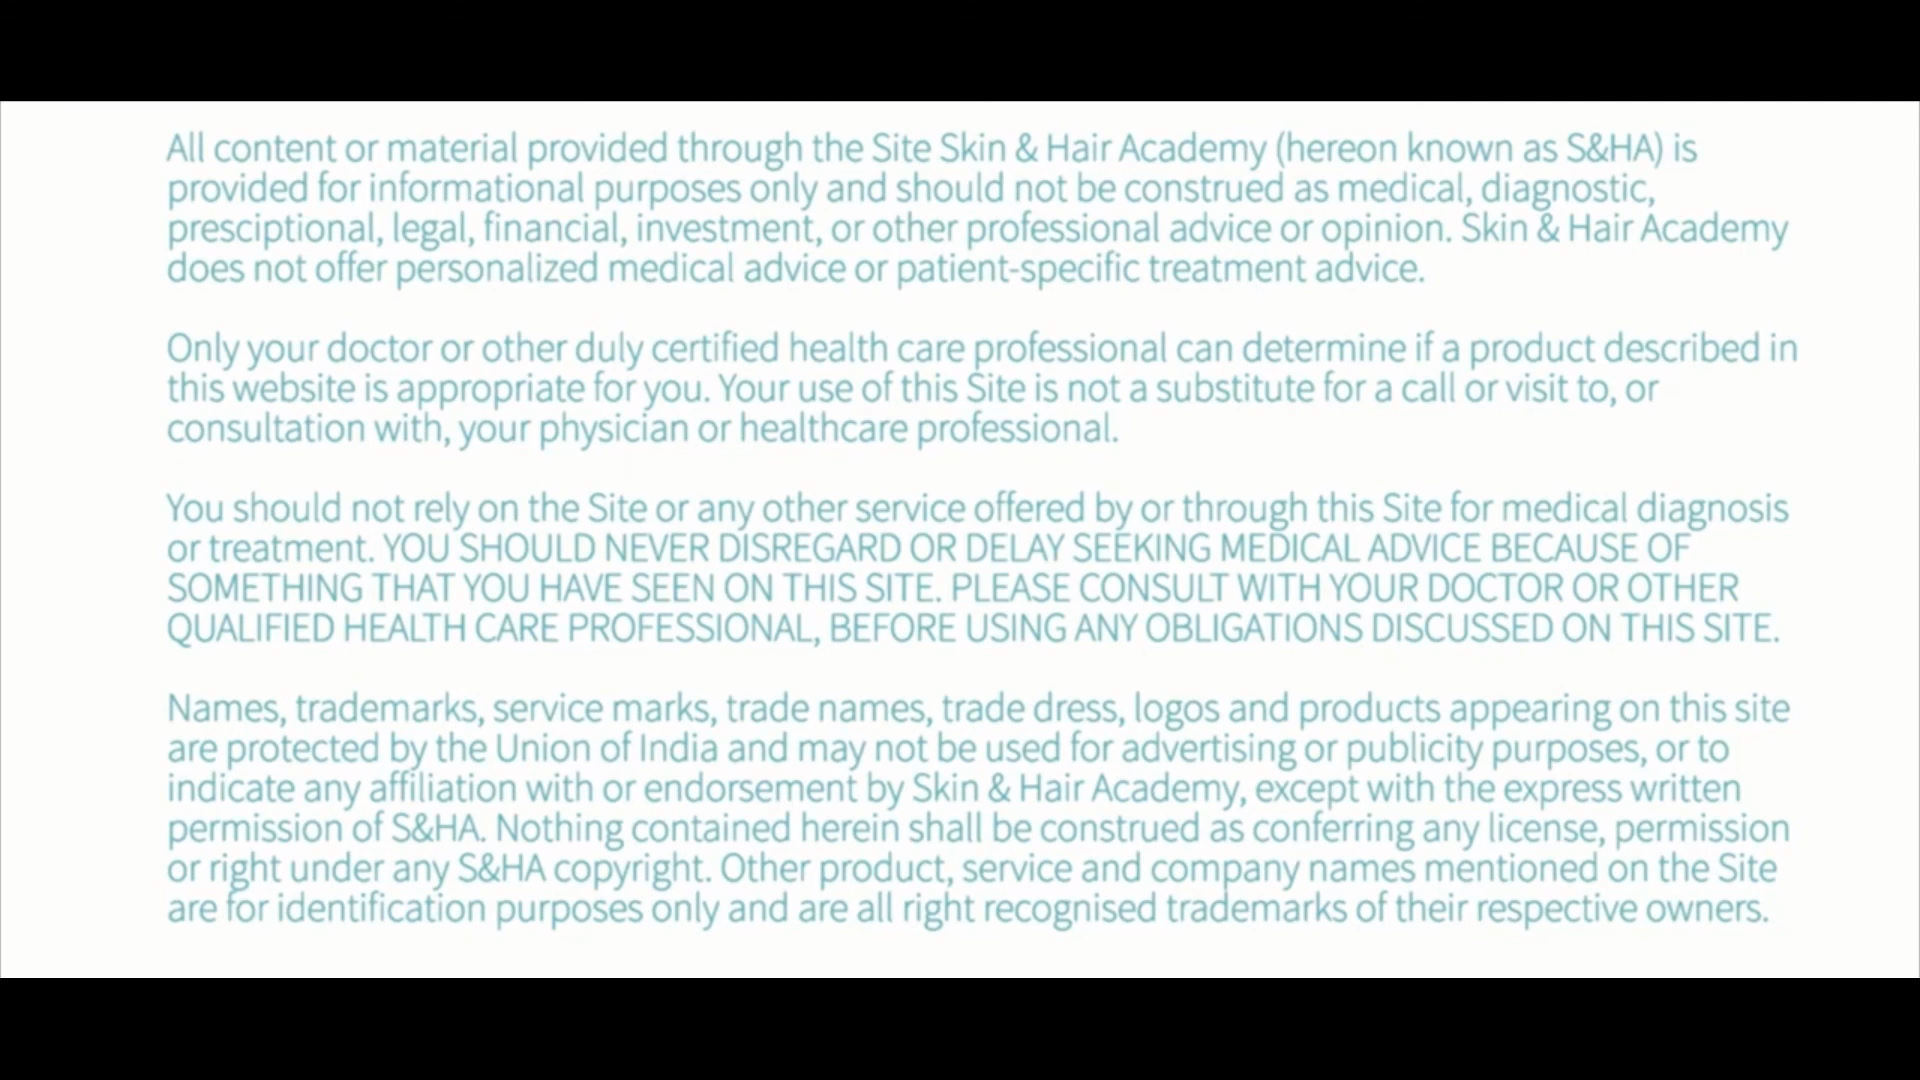 All content or material provided through the Site Skin & Hair Academy (hereon known as S&HA) is
provided for informational purposes only and should not be construed as medical, diagnostic,
presciptional, legal, financial, investment, or other professional advice or opinion. Skin & Hair Academy
does not offer personalized medical advice or patient-specific treatment advice.
Only your doctor or other duly certified health care professional can determine if a product described in
this website is appropriate for you. Your use of this Site is not a substitute for a call or visit to, or
consultation with, your physician or healthcare professional.
You should not rely on the Site or any other service offered by or through this Site for medical diagnosis
or treatment. YOU SHOULD NEVER DISREGARD OR DELAY SEEKING MEDICAL ADVICE BECAUSE OF
SOMETHING THAT YOU HAVE SEEN ON THIS SITE. PLEASE CONSULT WITH YOUR DOCTOR OR OTHER
QUALIFIED HEALTH CARE PROFESSIONAL, BEFORE USING ANY OBLIGATIONS DISCUSSED ON THIS SITE.
Names, trademarks, service marks, trade names, trade dress, logos and products appearing on this site
are protected by the Union of India and may not be used for advertising or publicity purposes, or to
indicate any affiliation with or endorsement by Skin & Hair Academy, except with the express written
permission of S&HA. Nothing contained herein shall be construed as conferring any license, permission
or right under any S&HA copyright. Other product, service and company names mentioned on the Site
are for identification purposes only and are all right recognised trademarks of their respective owners.